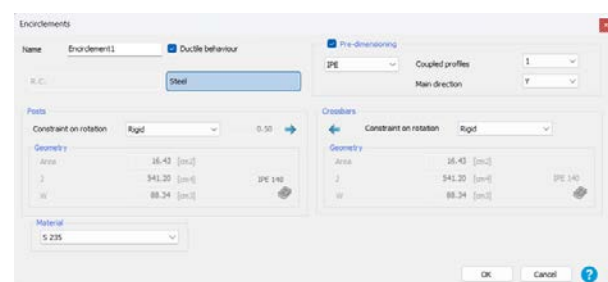 Encirclements
Name Encirclement1 Ductile behaviour
Pre-dimensioning
IPE Coupled profiles 1
Main direction Y
R.C. Steel
Posts
Constraint on rotation Rigid 0.50
Geometry
Area 16.43 [cm2]
J 541.20 [cm4] IPE 140
W 88.34 [cm3]
Crossbars
Constraint on rotation Rigid
Geometry
Area 16.43 [cm2]
J 541.20 [cm4] IPE 140
W 88.34 [cm3]
Material
S 235
OK Cancel ?